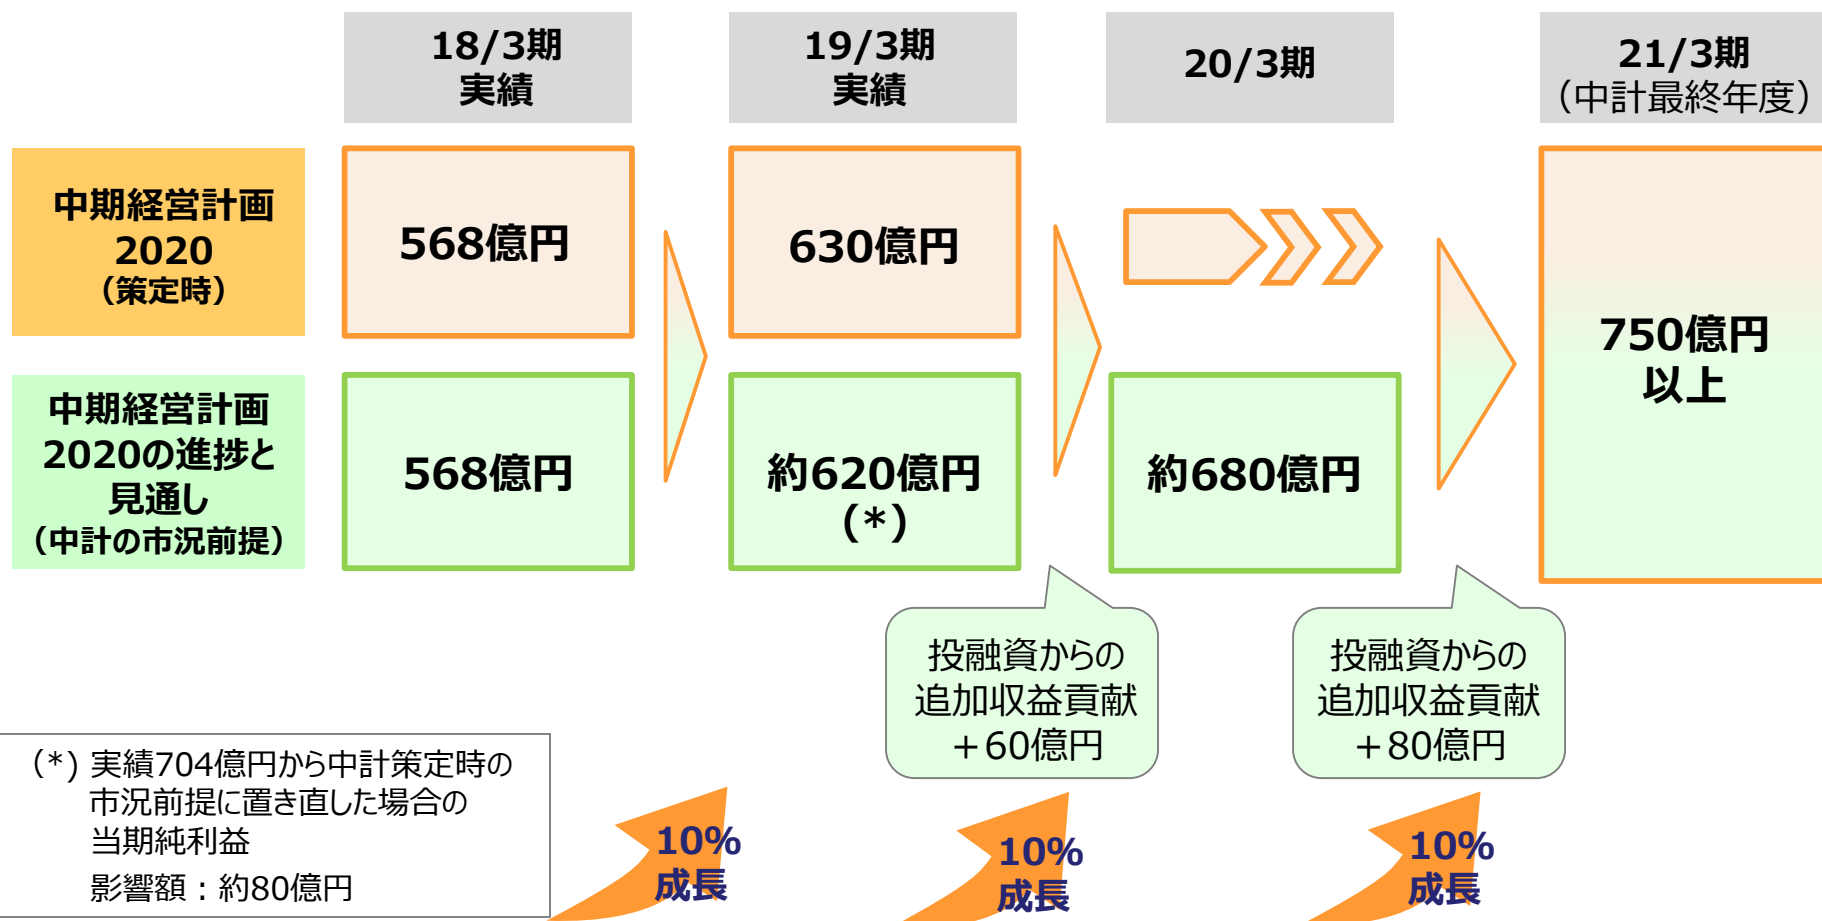 18/3期
実績
19/3期
実績
20/3期
21/3期
（中計最終年度）
中期経営計画
2020
（策定時）
568億円
630億円
750億円
以上
中期経営計画
2020の進捗と
見通し
（中計の市況前提）
568億円
約620億円
(*)
約680億円
投融資からの
追加収益貢献
＋60億円
投融資からの
追加収益貢献
＋80億円
(*) 実績704億円から中計策定時の
市況前提に置き直した場合の
当期純利益
影響額：約80億円
10%
成長
10%
成長
10%
成長